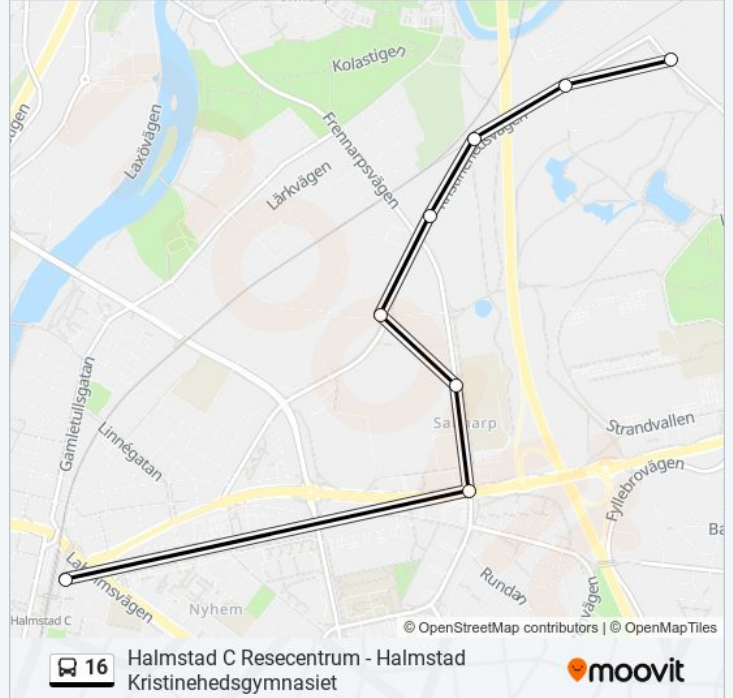 Kolastigen
Laxövägen
Frennarpsvägen
Lärkvägen
Gamletullsgatan
Linnégatan
Strandvallen
Fyllebrovägen
Laholmsvägen
Rundan
Nyhem
Halmstad C
© OpenStreetMap contributors | © OpenMapTiles
16
Halmstad C Resecentrum - Halmstad
Kristinehedsgymnasiet
moovit